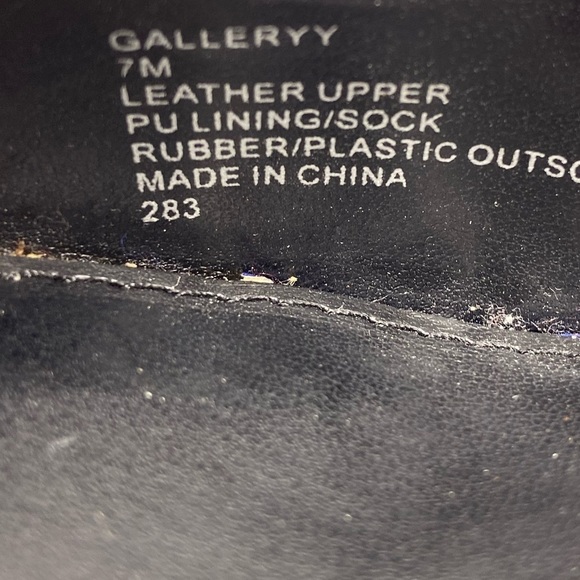 GALLERYY
7M
LEATHER UPPER
PU LINING/SOCK
RUBBER/PLASTIC OUTSO
MADE IN CHINA
283